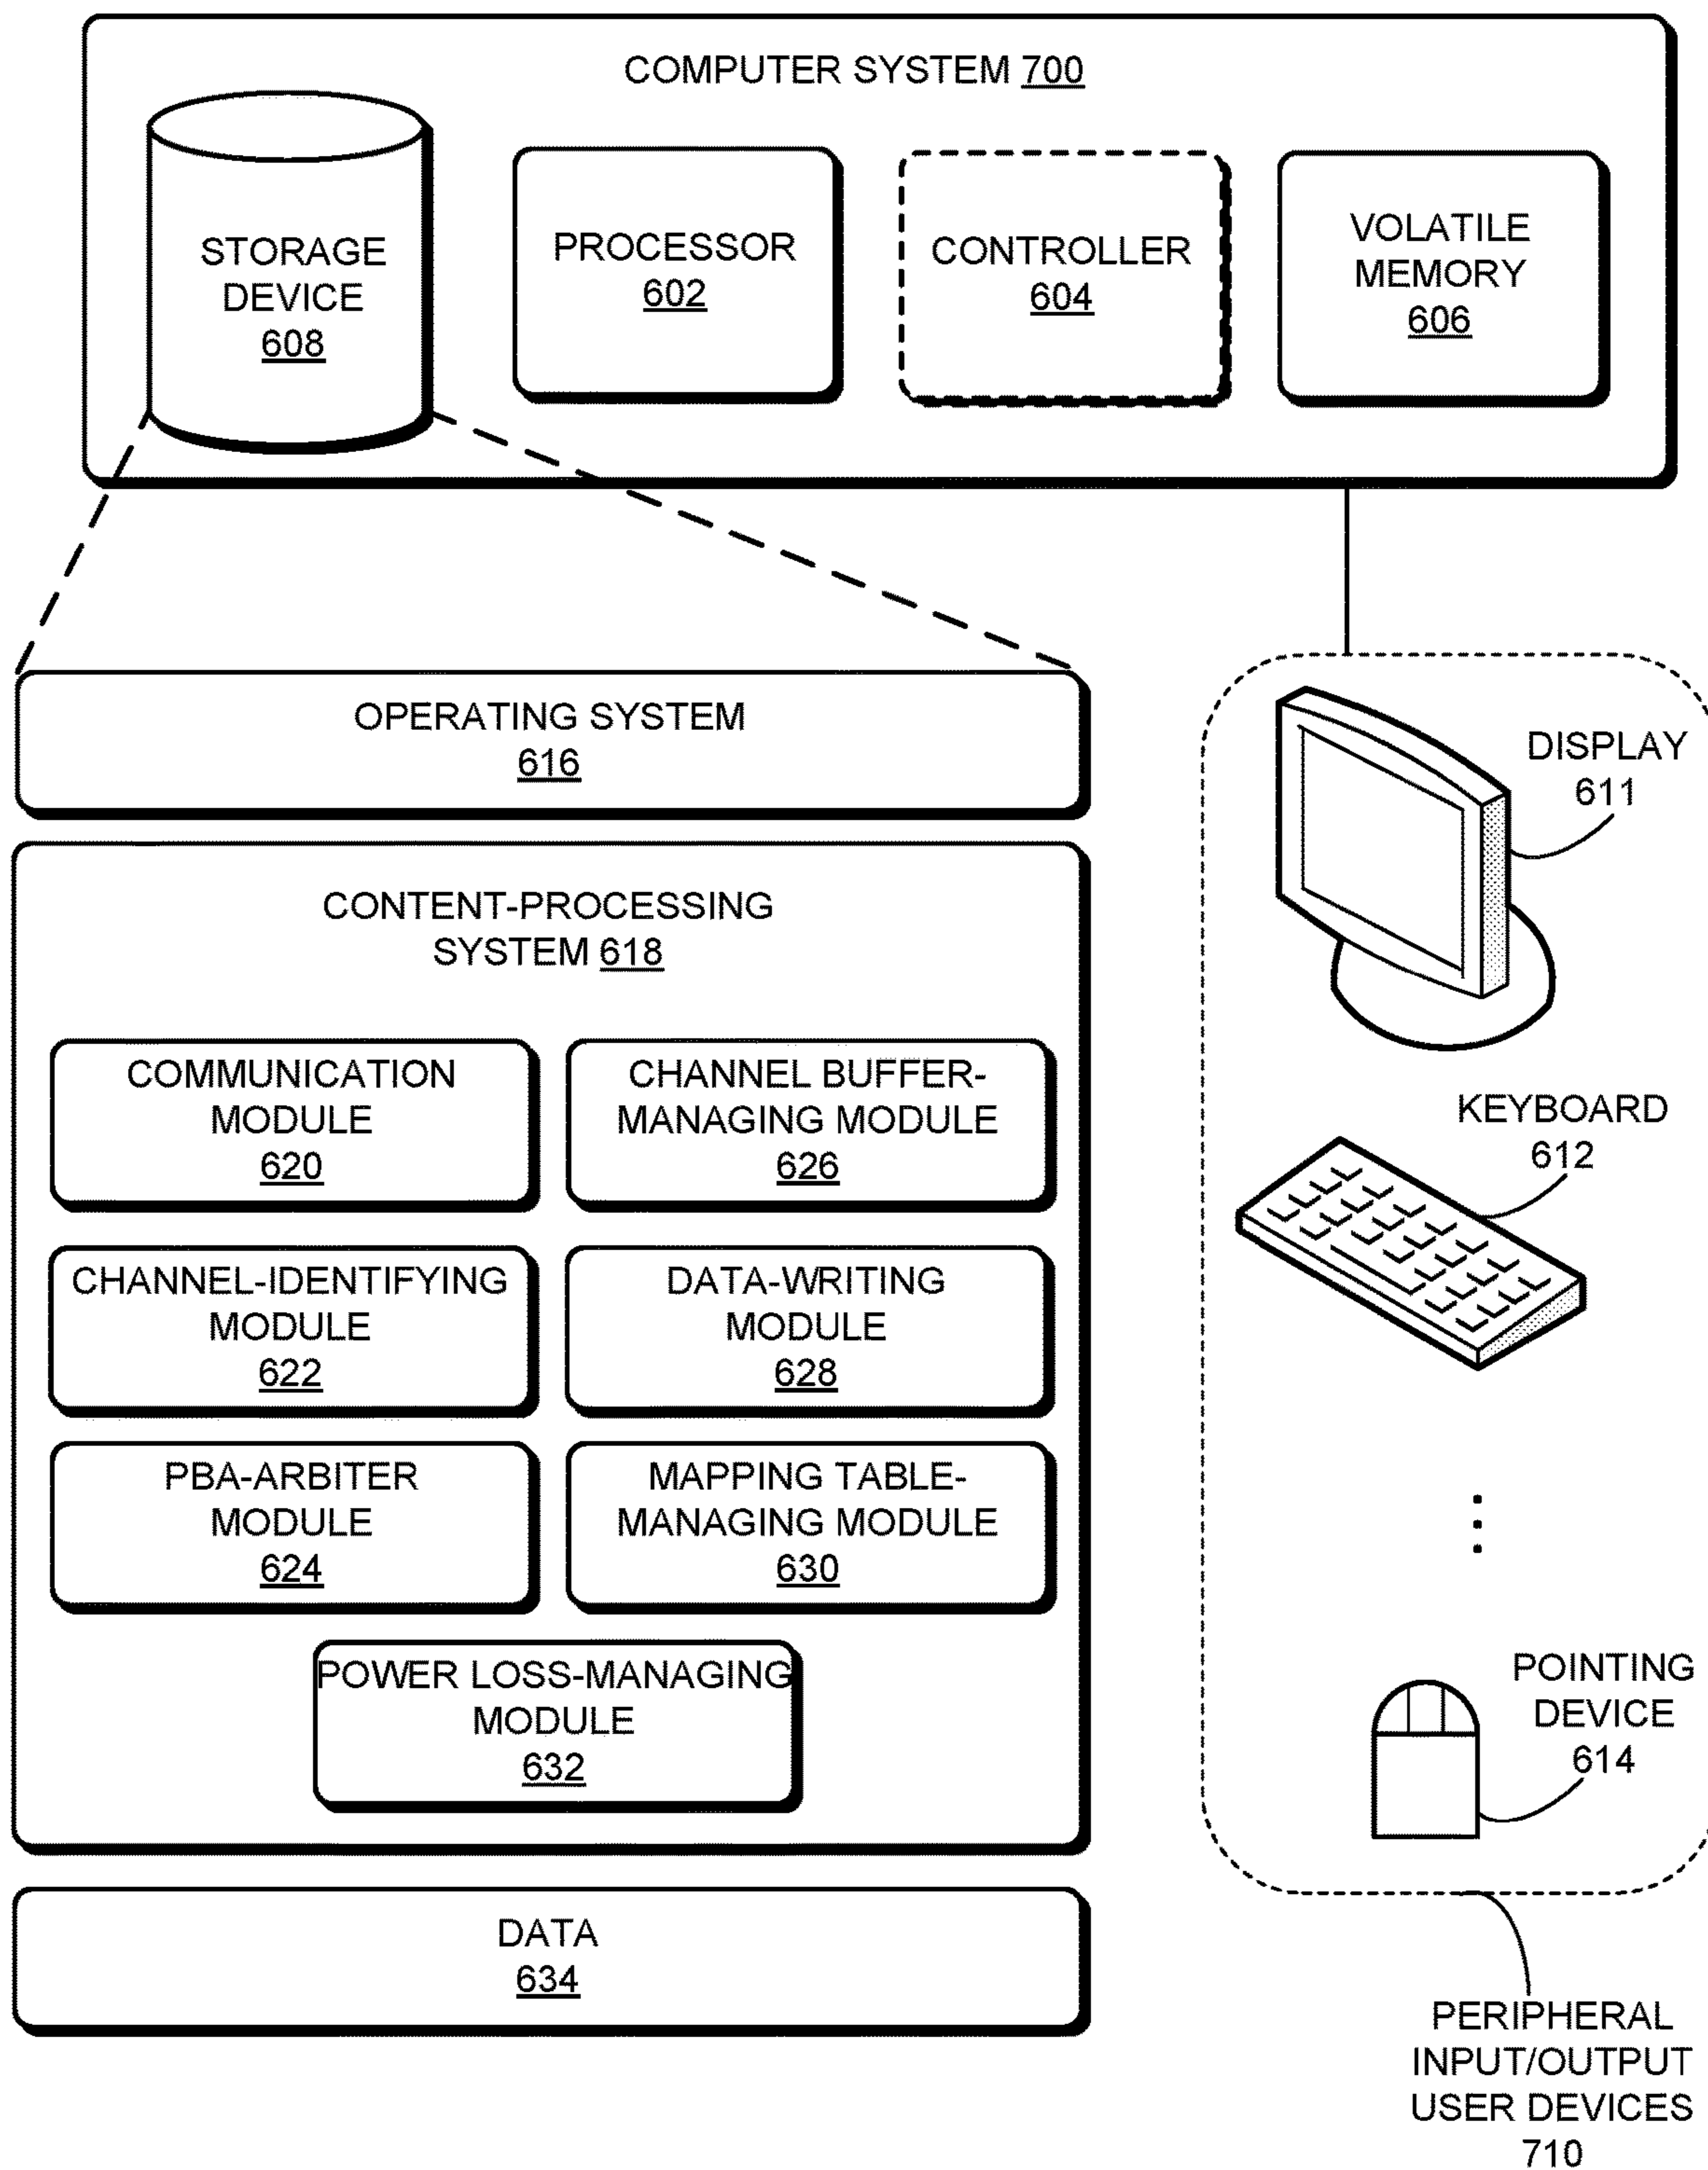 COMPUTER SYSTEM 700
STORAGE
DEVICE
608
PROCESSOR
602
CONTROLLER
604
VOLATILE
MEMORY
606
OPERATING SYSTEM
616
CONTENT-PROCESSING
SYSTEM 618
COMMUNICATION
MODULE
620
CHANNEL BUFFER-
MANAGING MODULE
626
CHANNEL-IDENTIFYING
MODULE
622
DATA-WRITING
MODULE
628
PBA-ARBITER
MODULE
624
MAPPING TABLE-
MANAGING MODULE
630
POWER LOSS-MANAGING
MODULE
632
DATA
634
DISPLAY
611
KEYBOARD
612
POINTING
DEVICE
614
PERIPHERAL
INPUT/OUTPUT
USER DEVICES
710